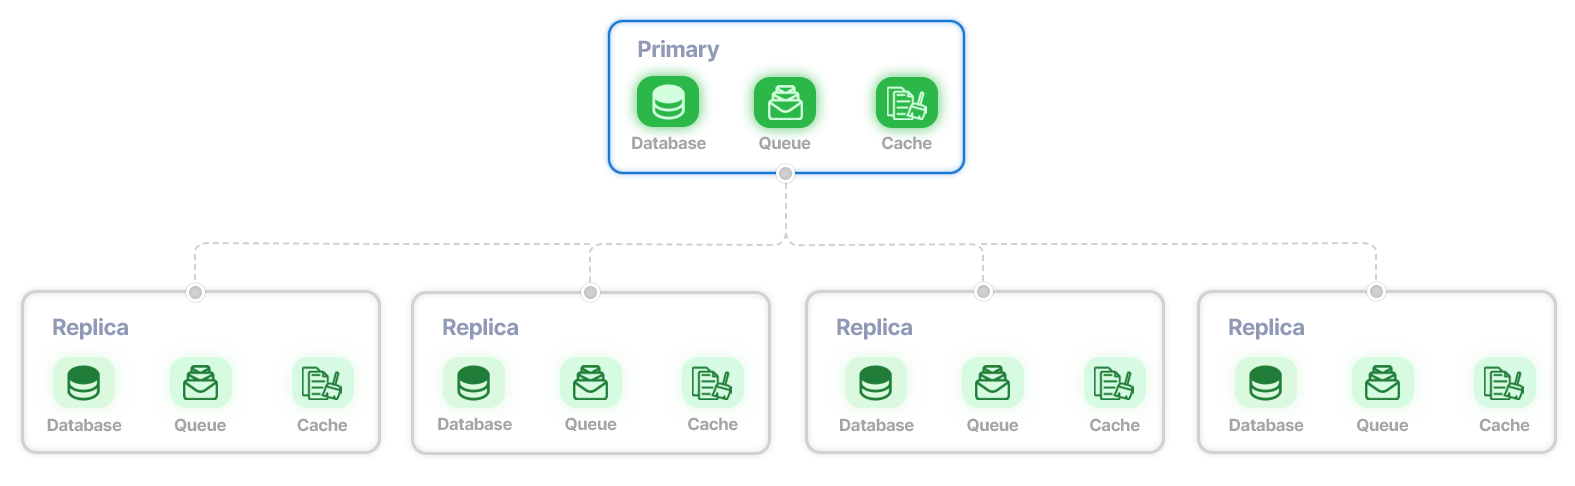 Primary
Database Queue Cache
Replica Replica Replica Replica
Database Queue Cache Database Queue Cache Database Queue Cache Database Queue Cache